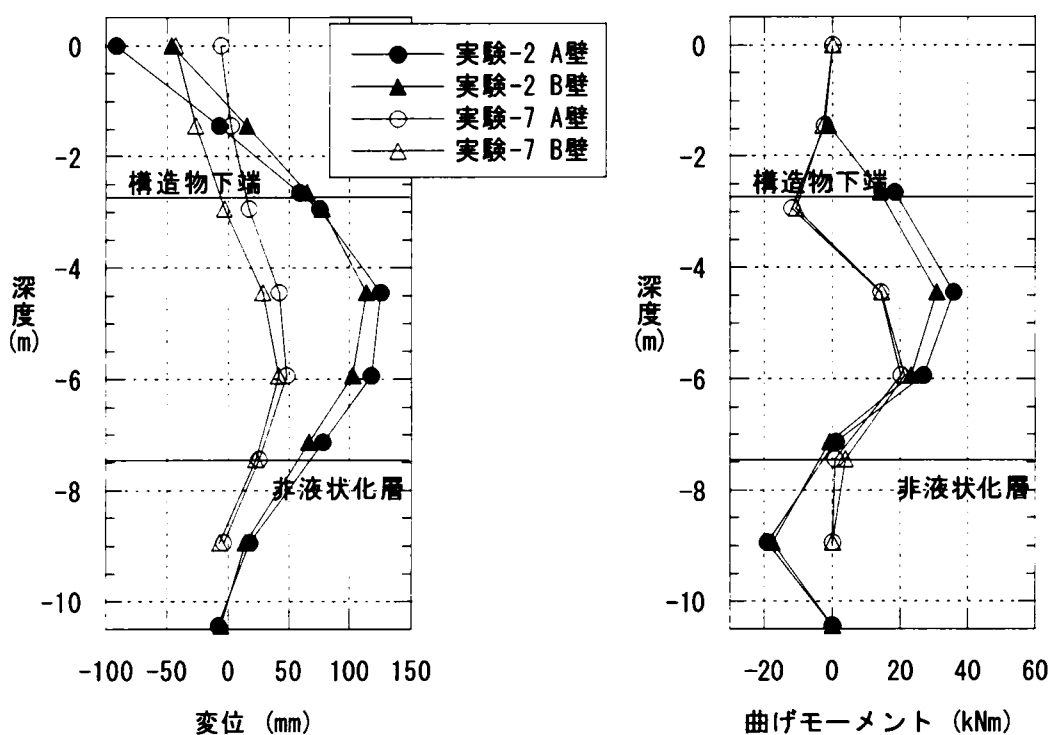 実験-2 A壁
実験-2 B壁
実験-7 A壁
実験-7 B壁
0
-2
-4
-6
-8
-10
深度
(m)
構造物下端
非液状化層
-100 -50 0 50 100 150
変位 (mm)
0
-2
-4
-6
-8
-10
深度
(m)
構造物下端
非液状化層
-20 0 20 40 60
曲げモーメント (kNm)